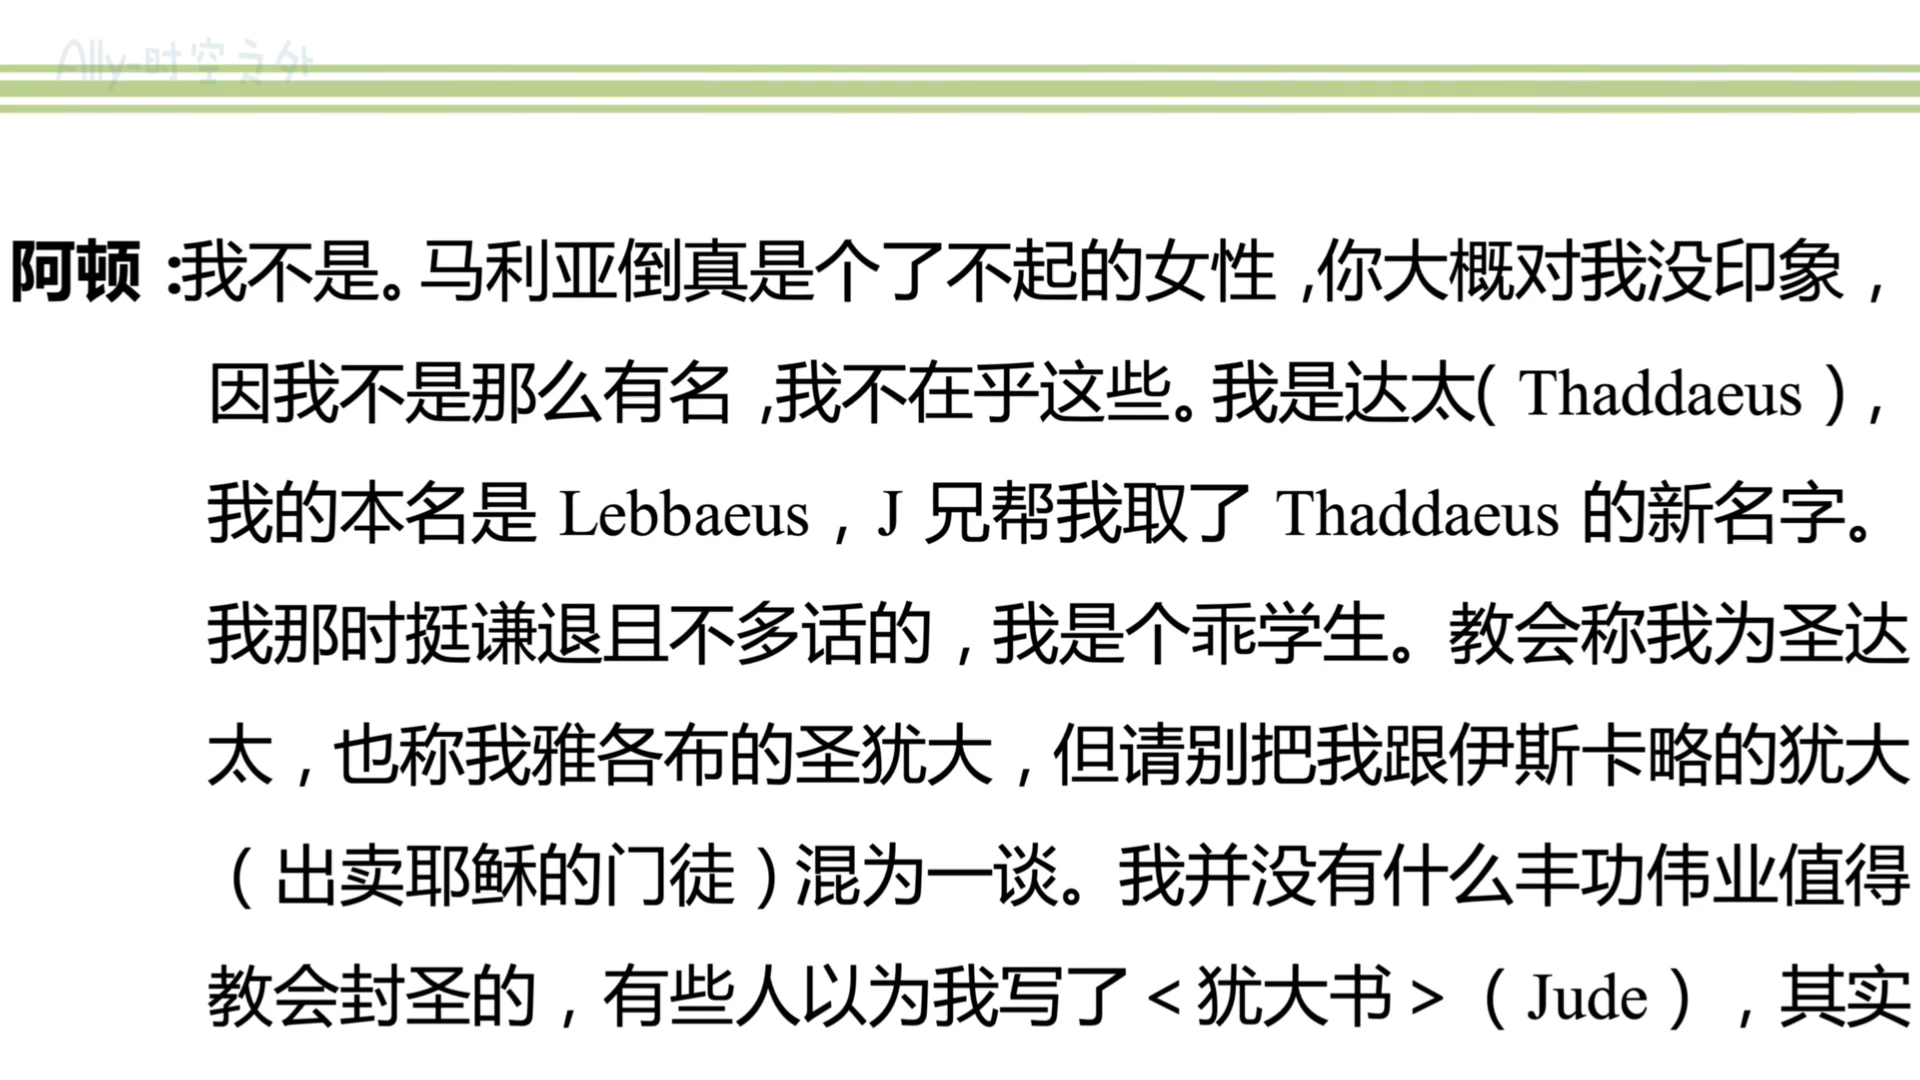 Ally-时空之外
阿顿：我不是。马利亚倒真是个了不起的女性，你大概对我没印象，
因我不是那么有名，我不在乎这些。我是达太（Thaddaeus），
我的本名是 Lebbaeus，J 兄帮我取了 Thaddaeus 的新名字。
我那时挺谦退且不多话的，我是个乖学生。教会称我为圣达
太，也称我雅各布的圣犹大，但请别把我跟伊斯卡略的犹大
（出卖耶稣的门徒）混为一谈。我并没有什么丰功伟业值得
教会封圣的，有些人以为我写了＜犹大书＞（Jude），其实